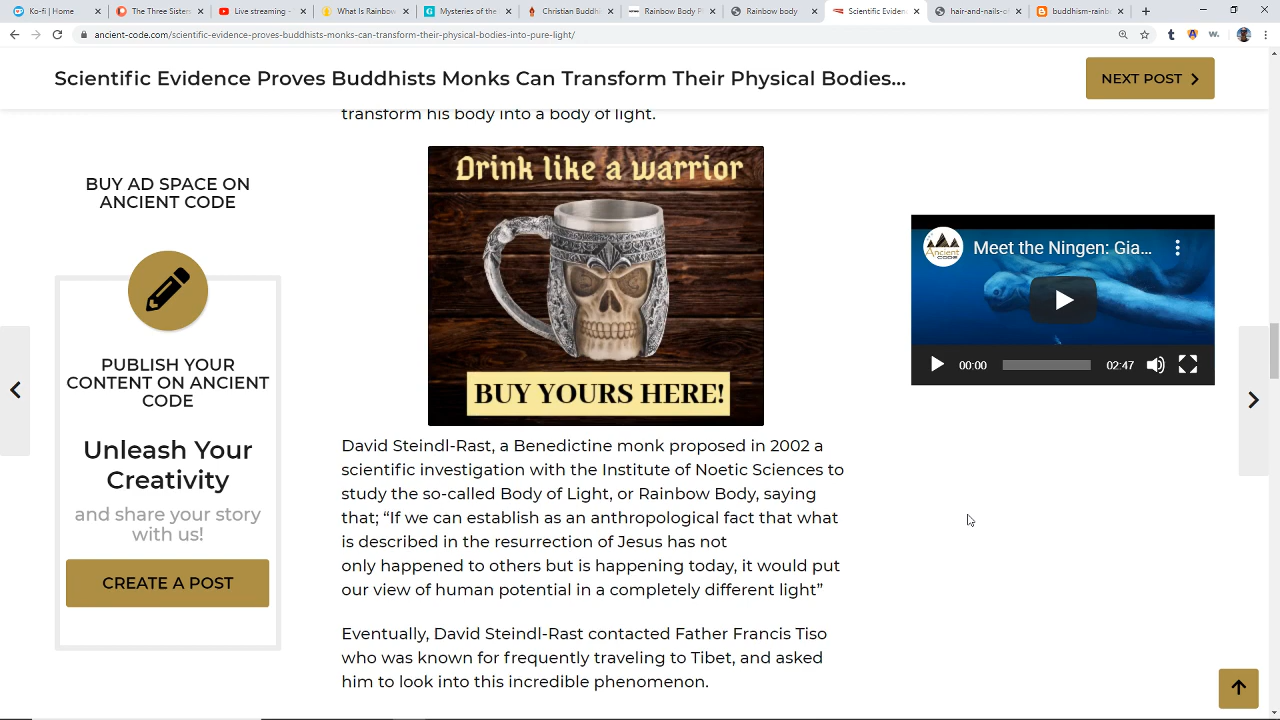 Ko-fi | Home
The Three Sister
Live streaming -
What Is Rainbow
Mysteries of the
Christian Buddh
Rainbow Body P
Rainbow body
Scientific Eviden
hair-and-nails-of
buddhism-rainb
ancient-code.com/scientific-evidence-proves-buddhists-monks-can-transform-their-physical-bodies-into-pure-light/
Scientific Evidence Proves Buddhists Monks Can Transform Their Physical Bodies...
NEXT POST
transform his body into a body of light.
BUY AD SPACE ON
ANCIENT CODE
PUBLISH YOUR
CONTENT ON ANCIENT
CODE
Unleash Your
Creativity
and share your story
with us!
CREATE A POST
Drink like a warrior
BUY YOURS HERE!
David Steindl-Rast, a Benedictine monk proposed in 2002 a
scientific investigation with the Institute of Noetic Sciences to
study the so-called Body of Light, or Rainbow Body, saying
that; “If we can establish as an anthropological fact that what
is described in the resurrection of Jesus has not
only happened to others but is happening today, it would put
our view of human potential in a completely different light”
Eventually, David Steindl-Rast contacted Father Francis Tiso
who was known for frequently traveling to Tibet, and asked
him to look into this incredible phenomenon.
Ancient
CODE
Meet the Ningen: Gia...
00:00
02:47